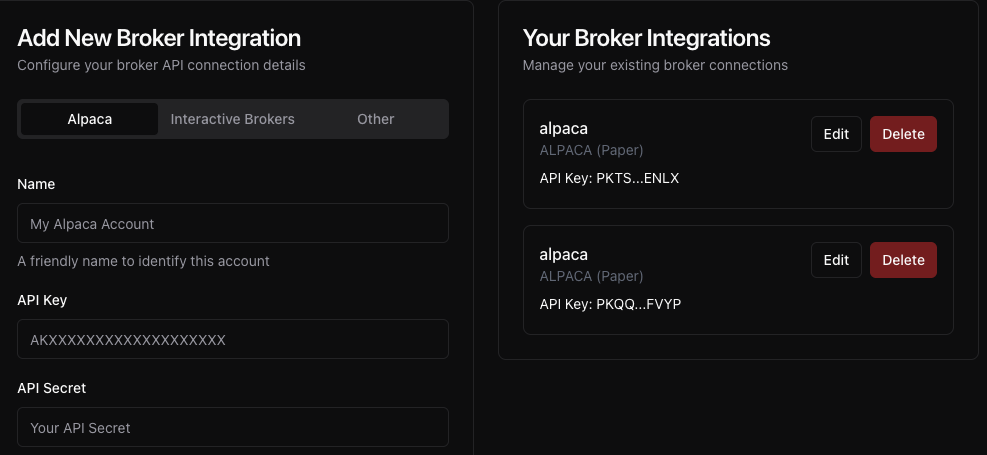 Add New Broker Integration
Configure your broker API connection details
Alpaca
Interactive Brokers
Other
Name
My Alpaca Account
A friendly name to identify this account
API Key
AKXXXXXXXXXXXXXXXXXXX
API Secret
Your API Secret
Your Broker Integrations
Manage your existing broker connections
alpaca
ALPACA (Paper)
API Key: PKTS...ENLX
Edit
Delete
alpaca
ALPACA (Paper)
API Key: PKQQ...FVYP
Edit
Delete